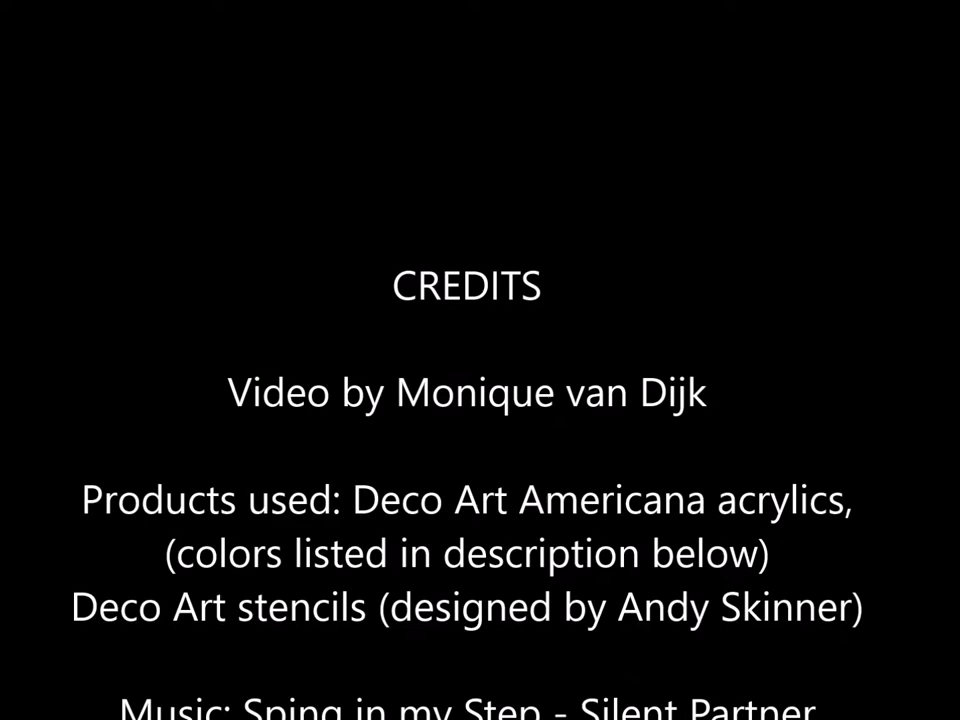 CREDITS
Video by Monique van Dijk
Products used: Deco Art Americana acrylics,
(colors listed in description below)
Deco Art stencils (designed by Andy Skinner)
Music: Sping in my Step - Silent Partner